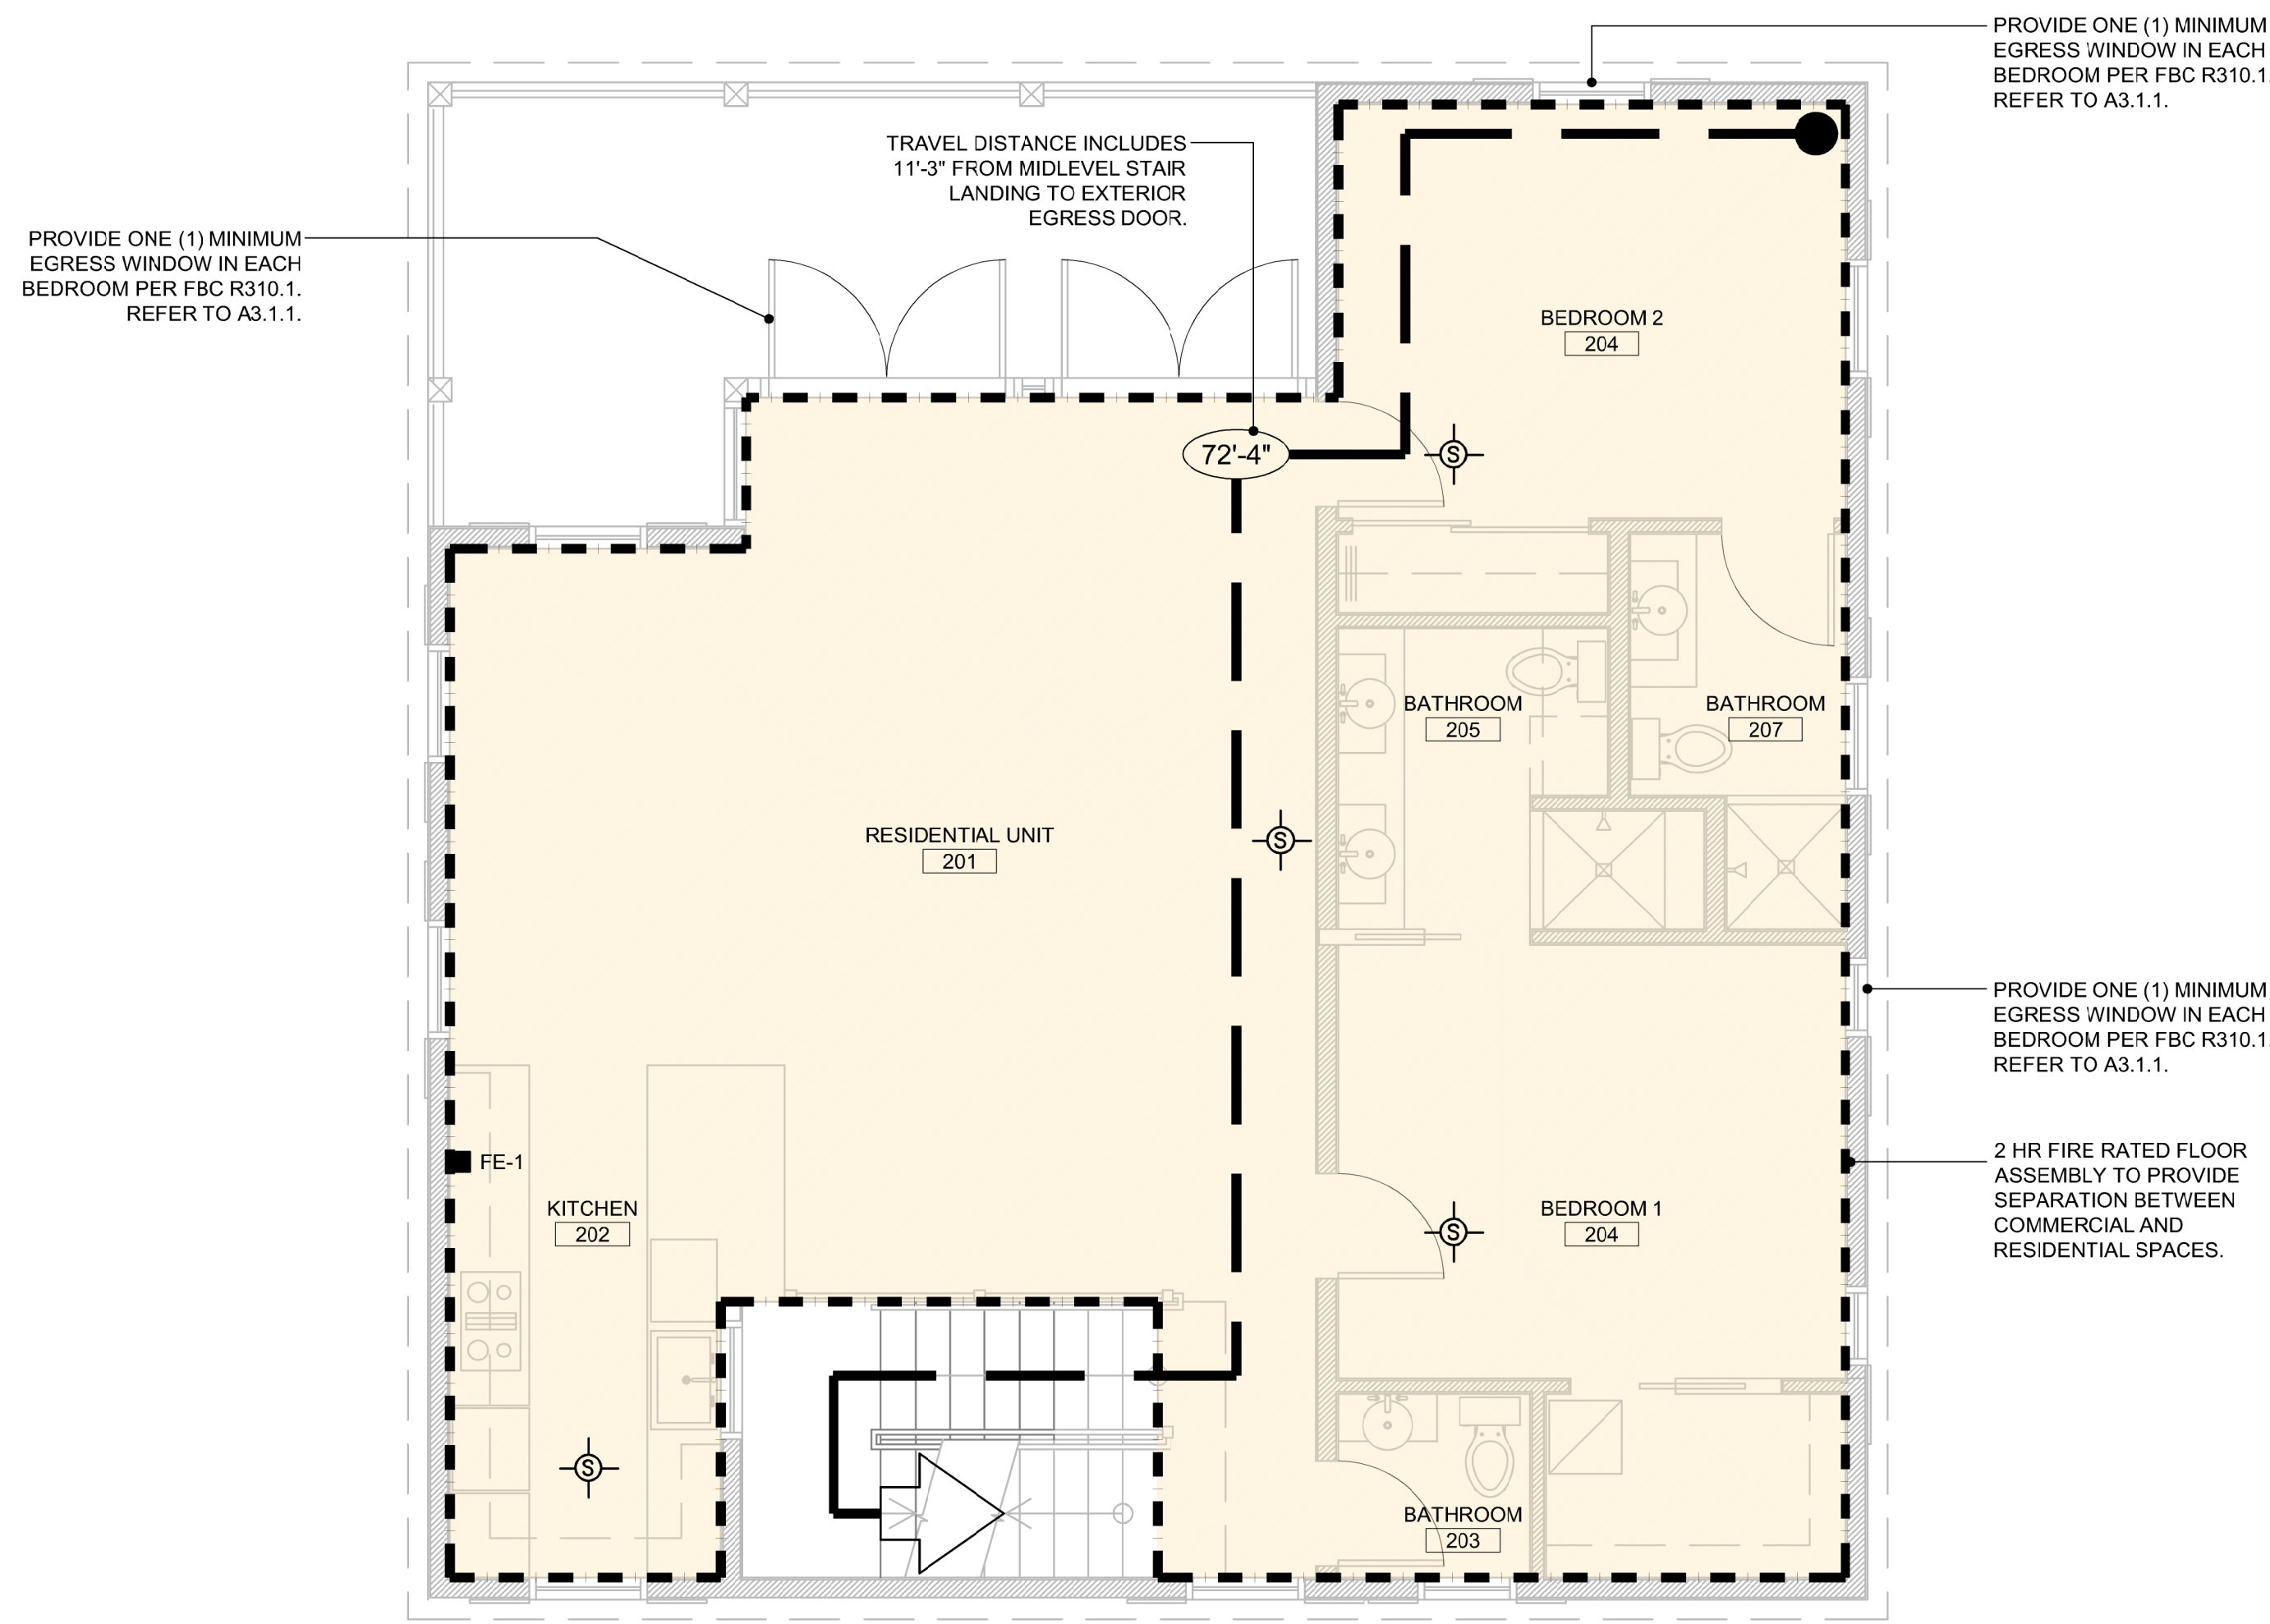 PROVIDE ONE (1) MINIMUM
EGRESS WINDOW IN EACH
BEDROOM PER FBC R310.1.
REFER TO A3.1.1.
TRAVEL DISTANCE INCLUDES
11'-3" FROM MIDLEVEL STAIR
LANDING TO EXTERIOR
EGRESS DOOR.
PROVIDE ONE (1) MINIMUM
EGRESS WINDOW IN EACH
BEDROOM PER FBC R310.1.
REFER TO A3.1.1.
BEDROOM 2
204
72'-4"
S
BATHROOM
205
BATHROOM
207
RESIDENTIAL UNIT
201
S
PROVIDE ONE (1) MINIMUM
EGRESS WINDOW IN EACH
BEDROOM PER FBC R310.1.
REFER TO A3.1.1.
2 HR FIRE RATED FLOOR
ASSEMBLY TO PROVIDE
SEPARATION BETWEEN
COMMERCIAL AND
RESIDENTIAL SPACES.
FE-1
KITCHEN
202
S
BEDROOM 1
204
S
BATHROOM
203